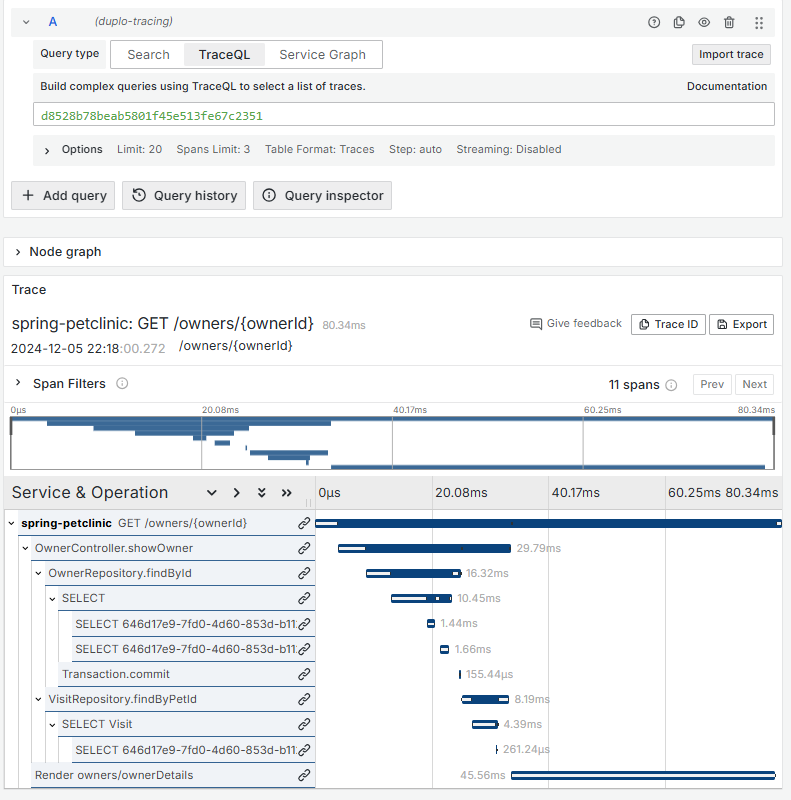 A (duplo-tracing)
Query type Search TraceQL Service Graph Import trace
Build complex queries using TraceQL to select a list of traces. Documentation
d8528b78beab5801f45e513fe67c2351
Options Limit: 20 Spans Limit: 3 Table Format: Traces Step: auto Streaming: Disabled
+ Add query Query history Query inspector
Node graph
Trace
spring-petclinic: GET /owners/{ownerId} 80.34ms Give feedback Trace ID Export
2024-12-05 22:18:00.272 /owners/{ownerId}
Span Filters 11 spans Prev Next
0μs 20.08ms 40.17ms 60.25ms 80.34ms
Service & Operation 0μs 20.08ms 40.17ms 60.25ms 80.34ms
spring-petclinic GET /owners/{ownerId}
OwnerController.showOwner 29.79ms
OwnerRepository.findById 16.32ms
SELECT 10.45ms
SELECT 646d17e9-7fd0-4d60-853d-b11 1.44ms
SELECT 646d17e9-7fd0-4d60-853d-b11 1.66ms
Transaction.commit 155.44μs
VisitRepository.findByPetId 8.19ms
SELECT Visit 4.39ms
SELECT 646d17e9-7fd0-4d60-853d-b11 261.24μs
Render owners/ownerDetails 45.56ms